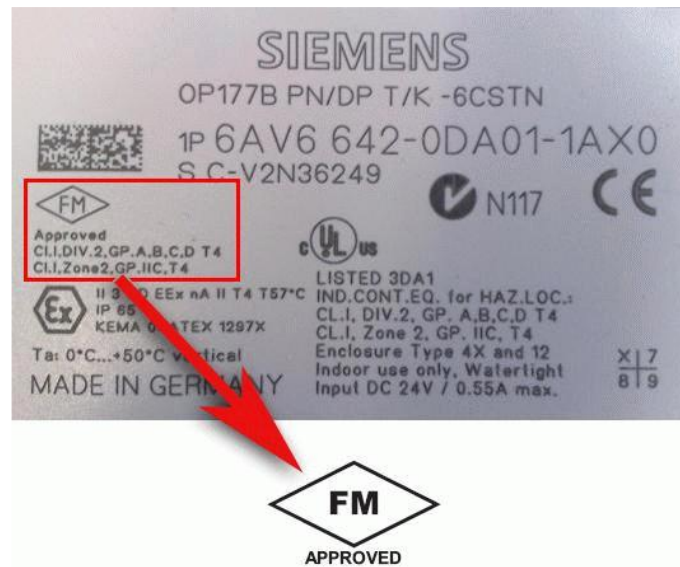 SIEMENS
OP177B PN/DP T/K -6CSTN
1P 6AV6 642-0DA01-1AX0
S C-V2N36249
FM
Approved
CI.I,DIV.2,GP.A,B,C,D T4
CI.I,Zone2,GP.IIC,T4
N117
CE
c UL us
LISTED 3DA1
IND.CONT.EQ. for HAZ.LOC.:
CL.I, DIV.2, GP. A,B,C,D T4
CL.I, Zone 2, GP. IIC, T4
Enclosure Type 4X and 12
Indoor use only, Watertight
Input DC 24V / 0.55A max.
Ex
II 3 D EEx nA II T4 T57°C
IP 65
KEMA ATEX 1297X
Ta: 0°C...+50°C vertical
MADE IN GERMANY
X 7
8 9
FM
APPROVED